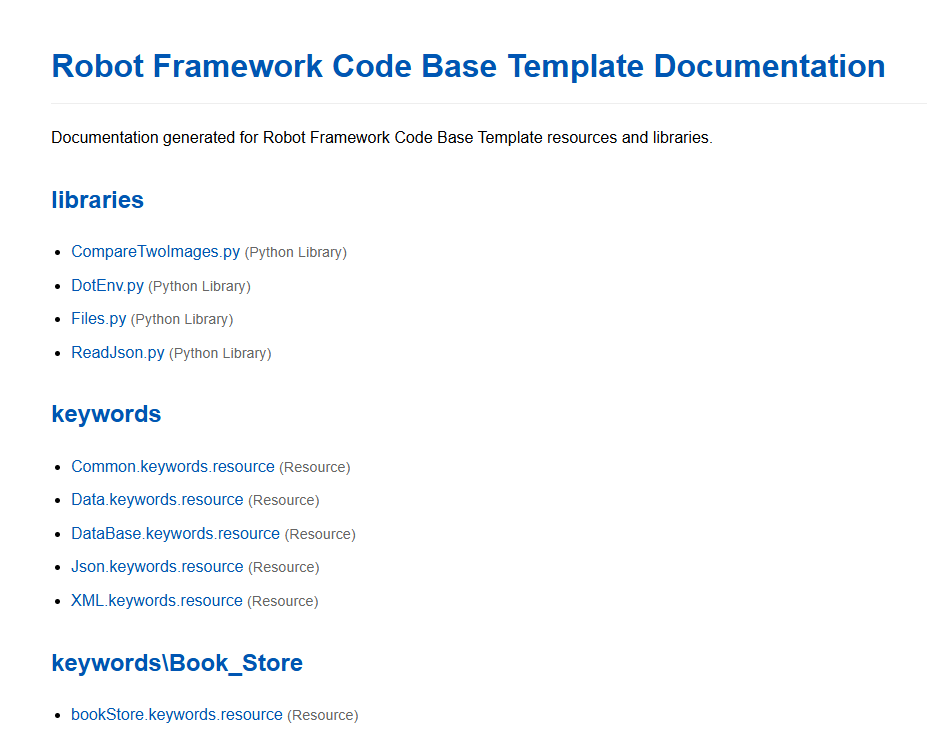 Robot Framework Code Base Template Documentation
Documentation generated for Robot Framework Code Base Template resources and libraries.
libraries
CompareTwoImages.py (Python Library)
DotEnv.py (Python Library)
Files.py (Python Library)
ReadJson.py (Python Library)
keywords
Common.keywords.resource (Resource)
Data.keywords.resource (Resource)
DataBase.keywords.resource (Resource)
Json.keywords.resource (Resource)
XML.keywords.resource (Resource)
keywords\Book_Store
bookStore.keywords.resource (Resource)